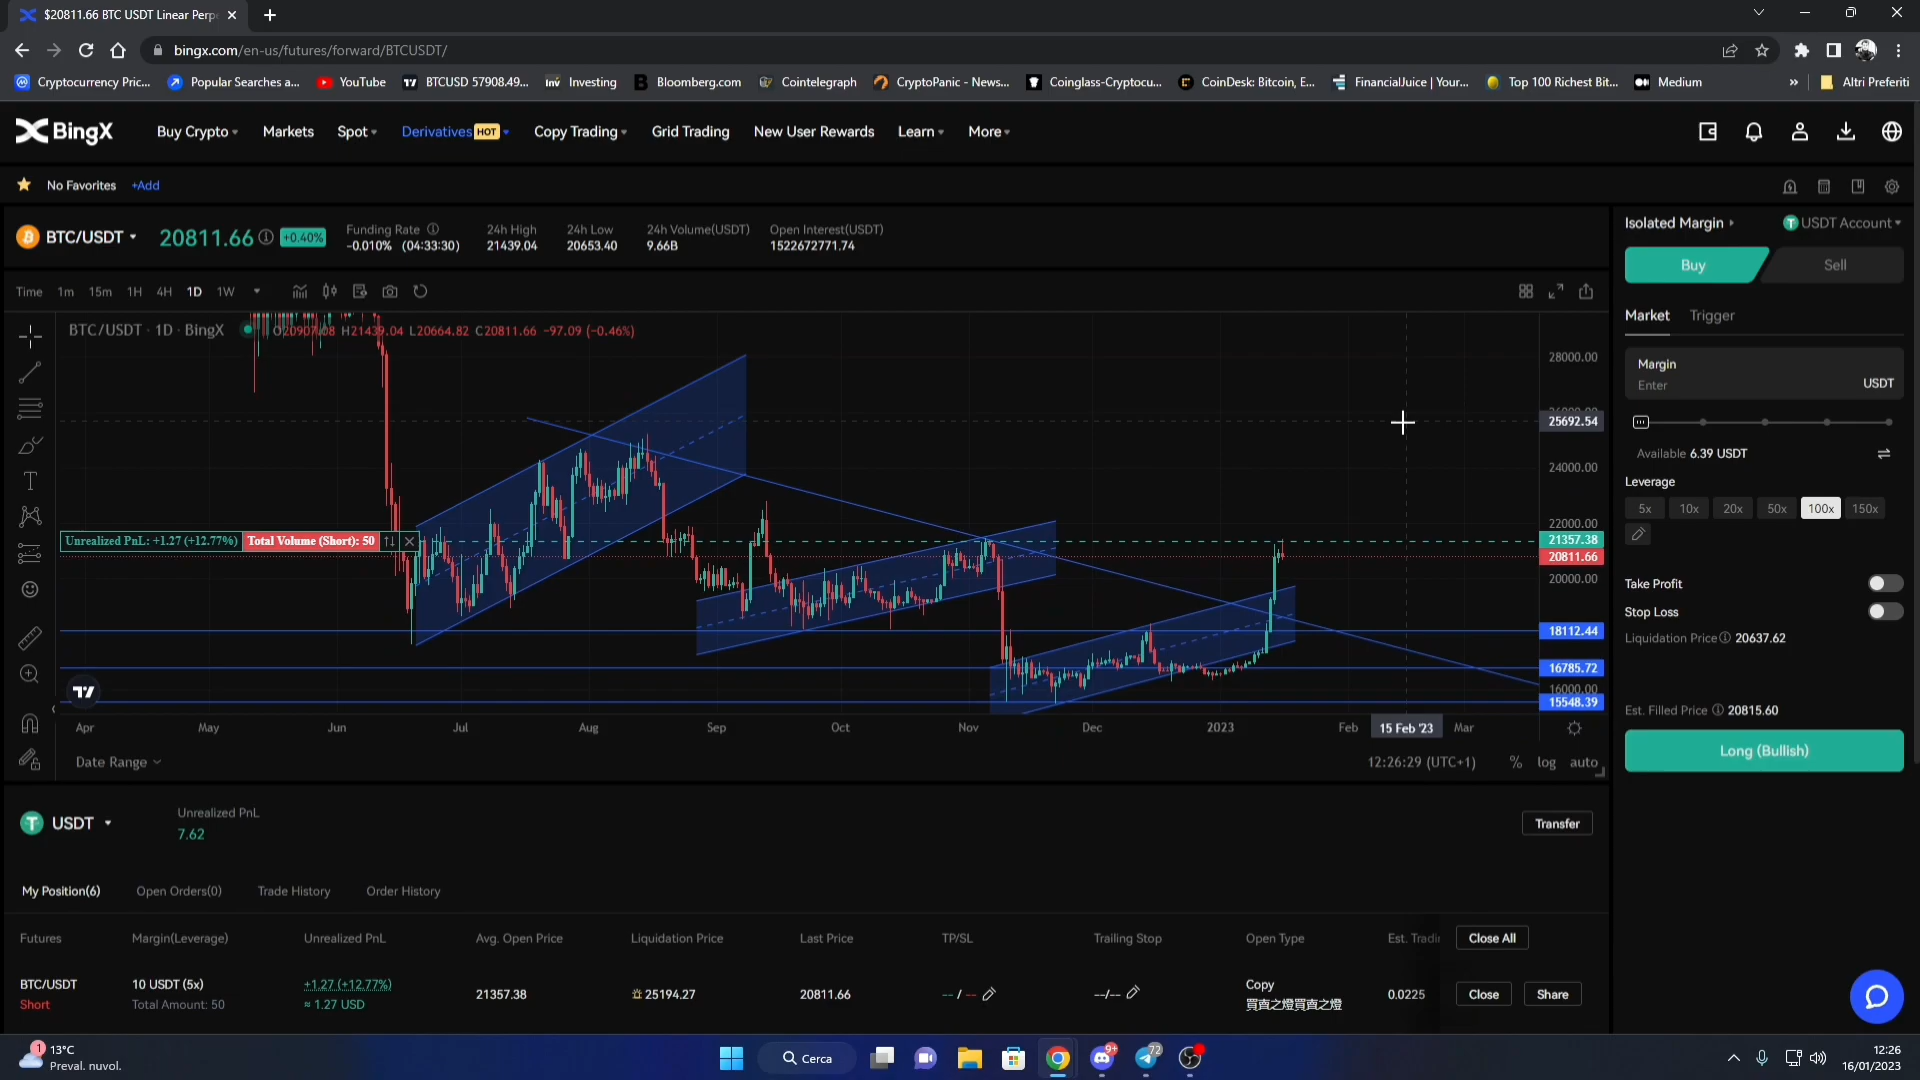 $20811.66 BTC USDT Linear Perp
bingx.com/en-us/futures/forward/BTCUSDT/
Cryptocurrency Pric...
Popular Searches a...
YouTube
BTCUSD 57908.49...
Investing
Bloomberg.com
Cointelegraph
CryptoPanic - News...
Coinglass-Cryptocu...
CoinDesk: Bitcoin, E...
FinancialJuice | Your...
Top 100 Richest Bit...
Medium
»
Altri Preferiti
BingX
Buy Crypto
Markets
Spot
Derivatives HOT
Copy Trading
Grid Trading
New User Rewards
Learn
More
No Favorites
+Add
BTC/USDT
20811.66
+0.40%
Funding Rate
-0.010% (04:33:30)
24h High
21439.04
24h Low
20653.40
24h Volume(USDT)
9.66B
Open Interest(USDT)
1522672771.74
Isolated Margin
USDT Account
Buy
Sell
Time 1m 15m 1H 4H 1D 1W
Market
Trigger
BTC/USDT · 1D · BingX
O20907.08 H21439.04 L20664.82 C20811.66 -97.09 (-0.46%)
Margin
Enter
USDT
Available 6.39 USDT
Leverage
5x 10x 20x 50x 100x 150x
Take Profit
Stop Loss
Liquidation Price 20637.62
Est. Filled Price 20815.60
Long (Bullish)
28000.00
25692.54
24000.00
22000.00
21357.38
20811.66
20000.00
18112.44
16785.72
16000.00
15548.39
Unrealized PnL: +1.27 (+12.77%)
Total Volume (Short): 50
Apr May Jun Jul Aug Sep Oct Nov Dec 2023 Feb 15 Feb '23 Mar
Date Range
12:26:29 (UTC+1)
% log auto
USDT
Unrealized PnL
7.62
Transfer
My Position(6)
Open Orders(0)
Trade History
Order History
Futures
Margin(Leverage)
Unrealized PnL
Avg. Open Price
Liquidation Price
Last Price
TP/SL
Trailing Stop
Open Type
Est. Tradi
Close All
BTC/USDT
Short
10 USDT (5x)
Total Amount: 50
+1.27 (+12.77%)
≈ 1.27 USD
21357.38
25194.27
20811.66
-- / --
--/--
Copy
買直之燈買直之燈
0.0225
Close
Share
1
13°C
Preval. nuvol.
Cerca
9+
72
12:26
16/01/2023